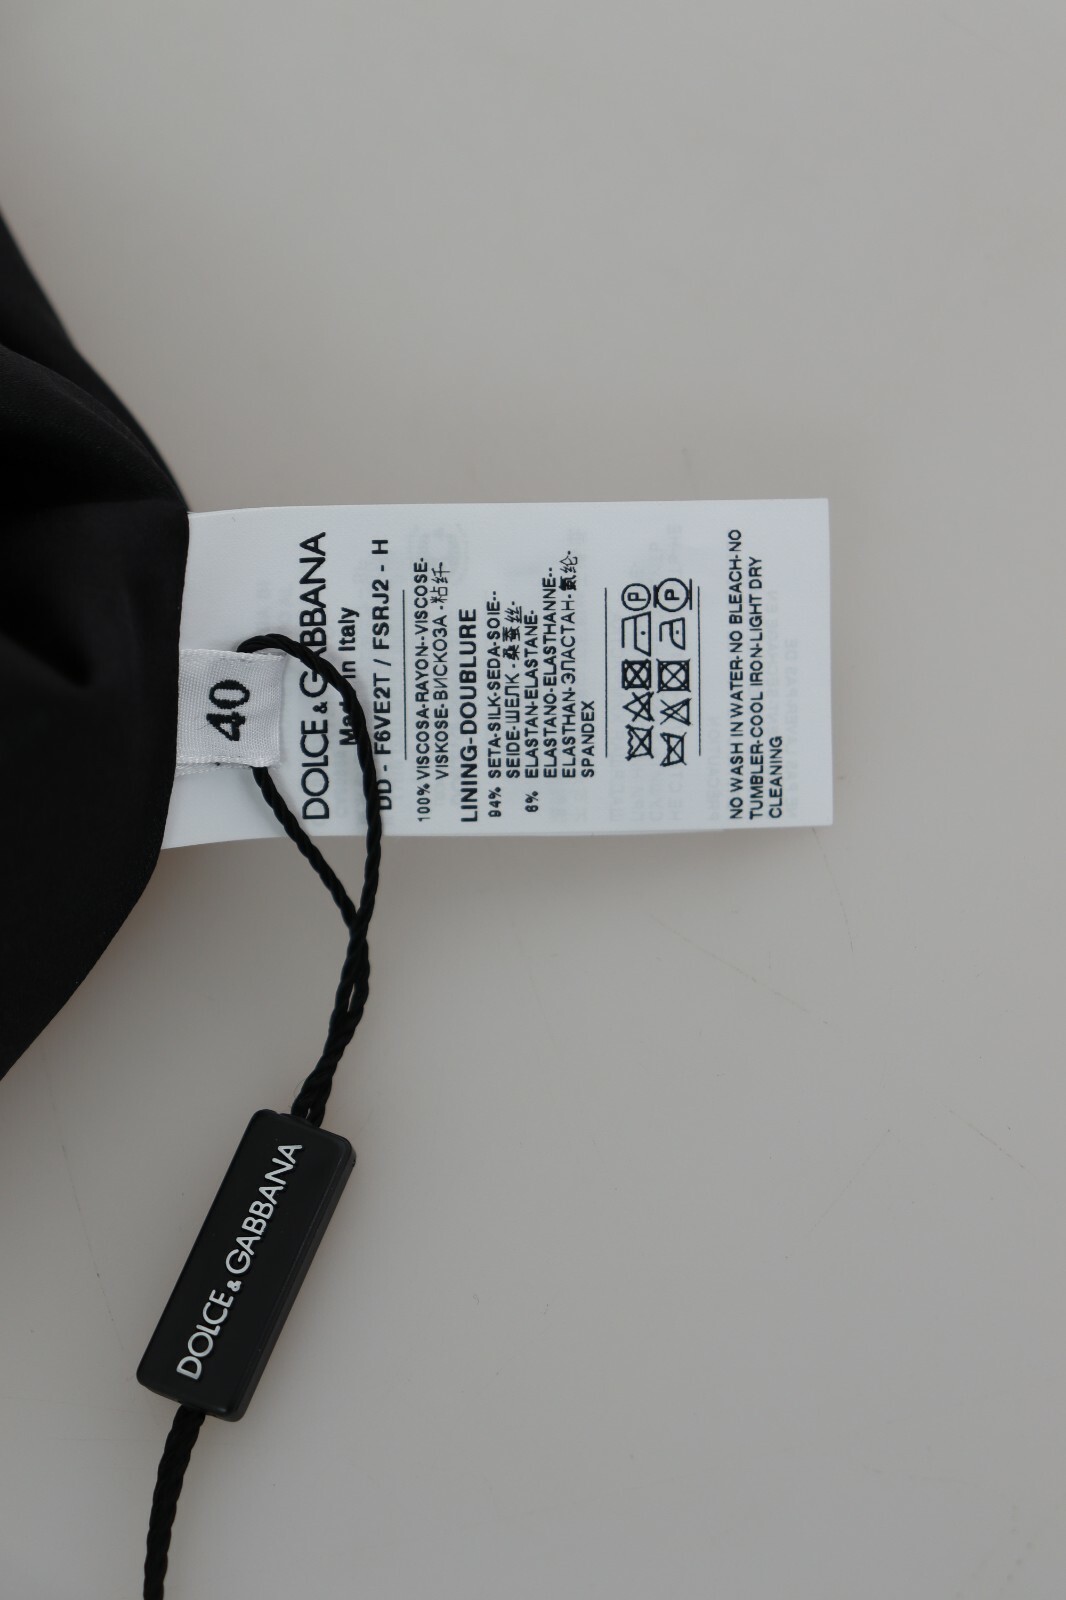 40
DOLCE & GABBANA
Made in Italy
DD - F6VE2T / FSRJ2 - H
100% VISCOSA-RAYON--VISCOSE-
VISKOSE-ВИСКОЗА -粘纤-
LINING-DOUBLURE
94% SETA-SILK-SEDA-SOIE--
SEIDE-ШЕЛК -桑蚕丝-
6% ELASTAN-ELASTANE-
ELASTANO-ELASTHANNE--
ELASTHAN-ЭЛАСТАН-氨纶-
SPANDEX
P
P
NO WASH IN WATER-NO BLEACH-NO
TUMBLER-COOL IRON-LIGHT DRY
CLEANING
DOLCE & GABBANA